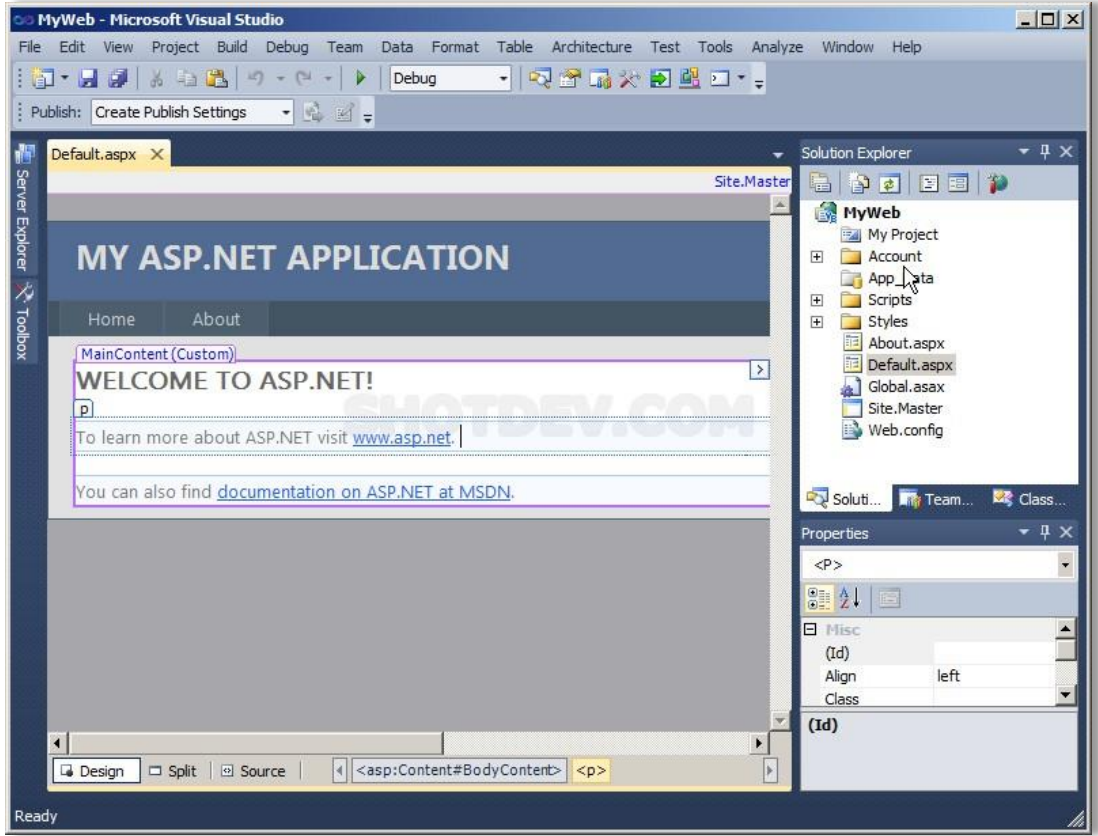 MyWeb - Microsoft Visual Studio
File Edit View Project Build Debug Team Data Format Table Architecture Test Tools Analyze Window Help
Debug
Publish: Create Publish Settings
Server Explorer
Toolbox
Default.aspx
Site.Master
MY ASP.NET APPLICATION
Home About
MainContent (Custom)
WELCOME TO ASP.NET!
p
SHOTDEV.COM
To learn more about ASP.NET visit www.asp.net.
You can also find documentation on ASP.NET at MSDN.
Design Split Source <asp:Content#BodyContent> <p>
Solution Explorer
MyWeb
My Project
Account
App_Data
Scripts
Styles
About.aspx
Default.aspx
Global.asax
Site.Master
Web.config
Soluti... Team... Class...
Properties
<P>
Misc
(Id)
Align left
Class
(Id)
Ready